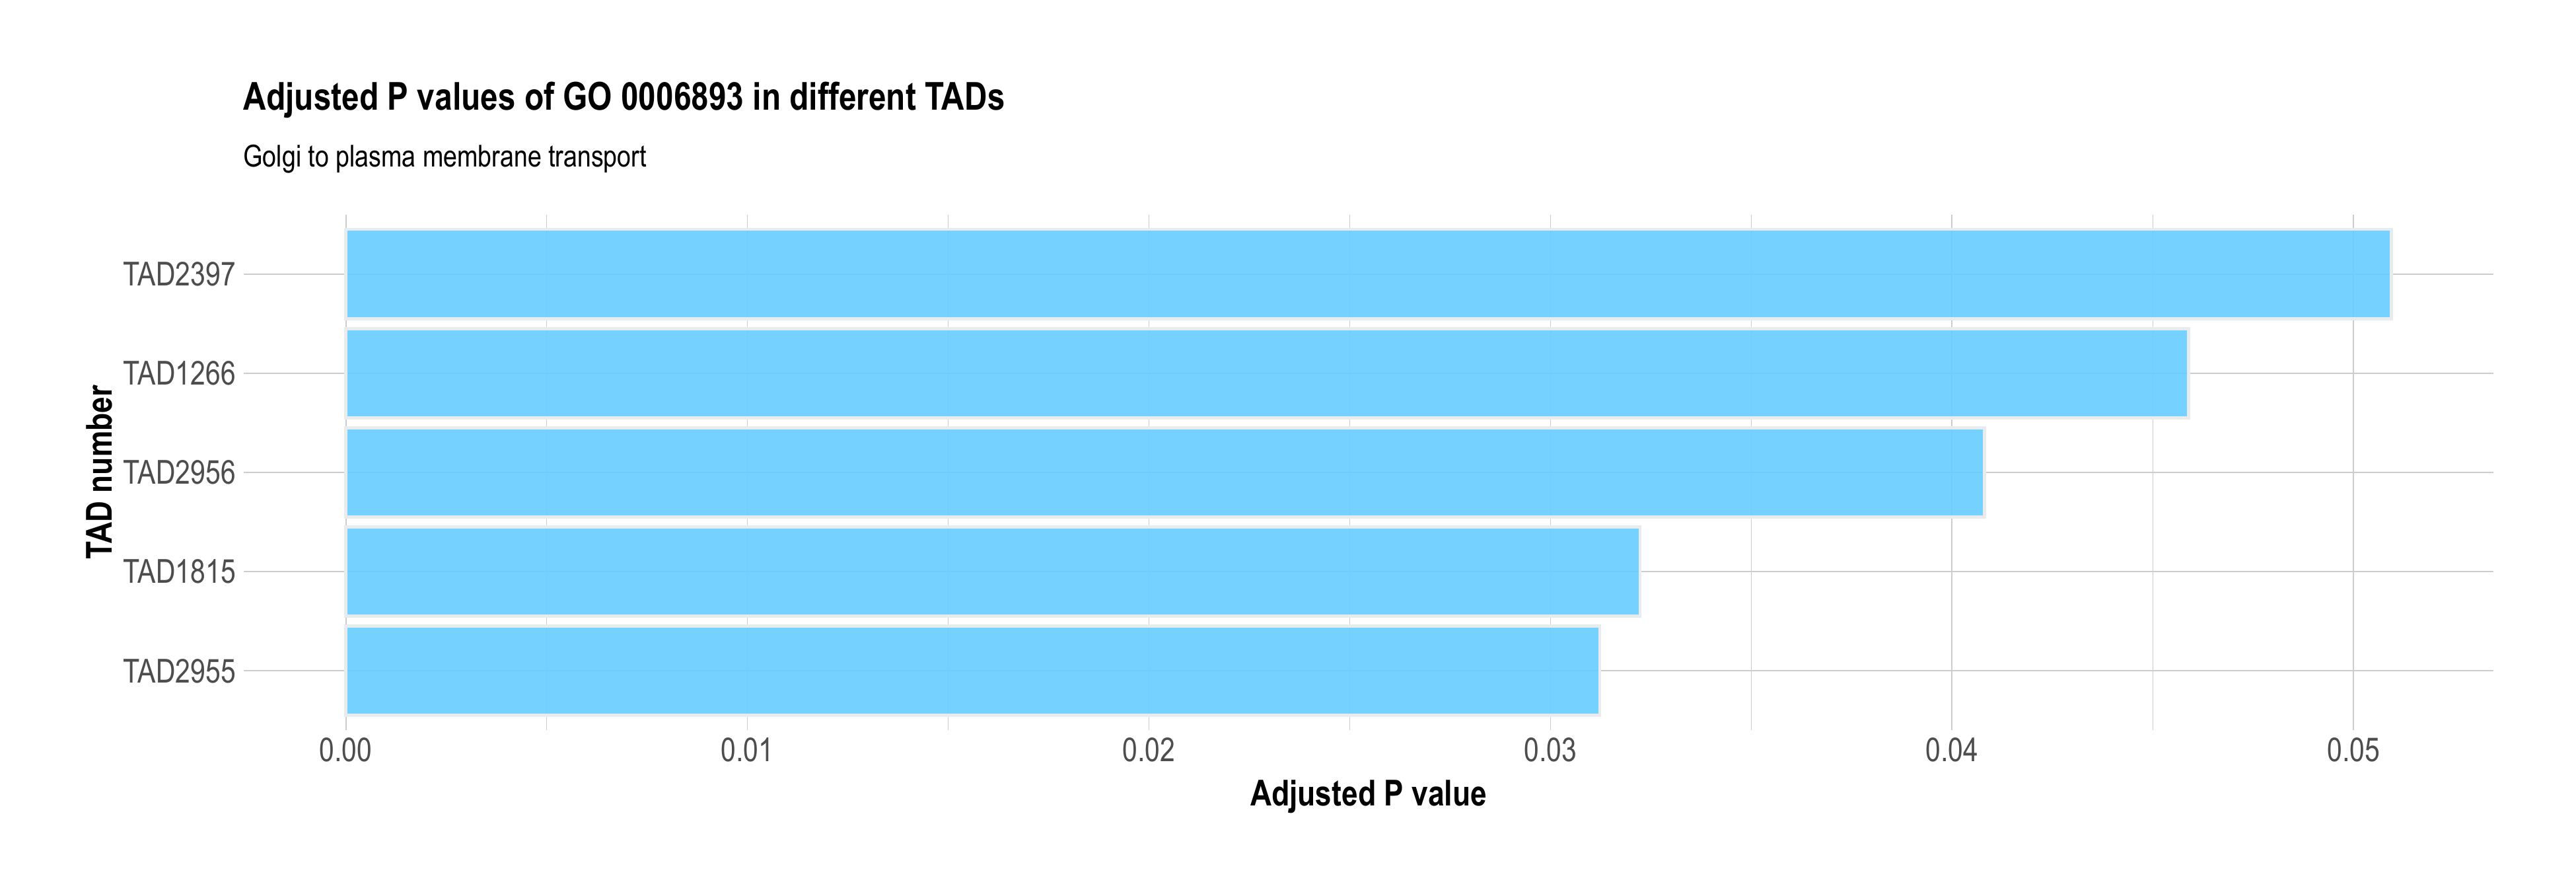 Adjusted P values of GO 0006893 in different TADs
Golgi to plasma membrane transport
TAD number
TAD2397
TAD1266
TAD2956
TAD1815
TAD2955
0.00 0.01 0.02 0.03 0.04 0.05
Adjusted P value